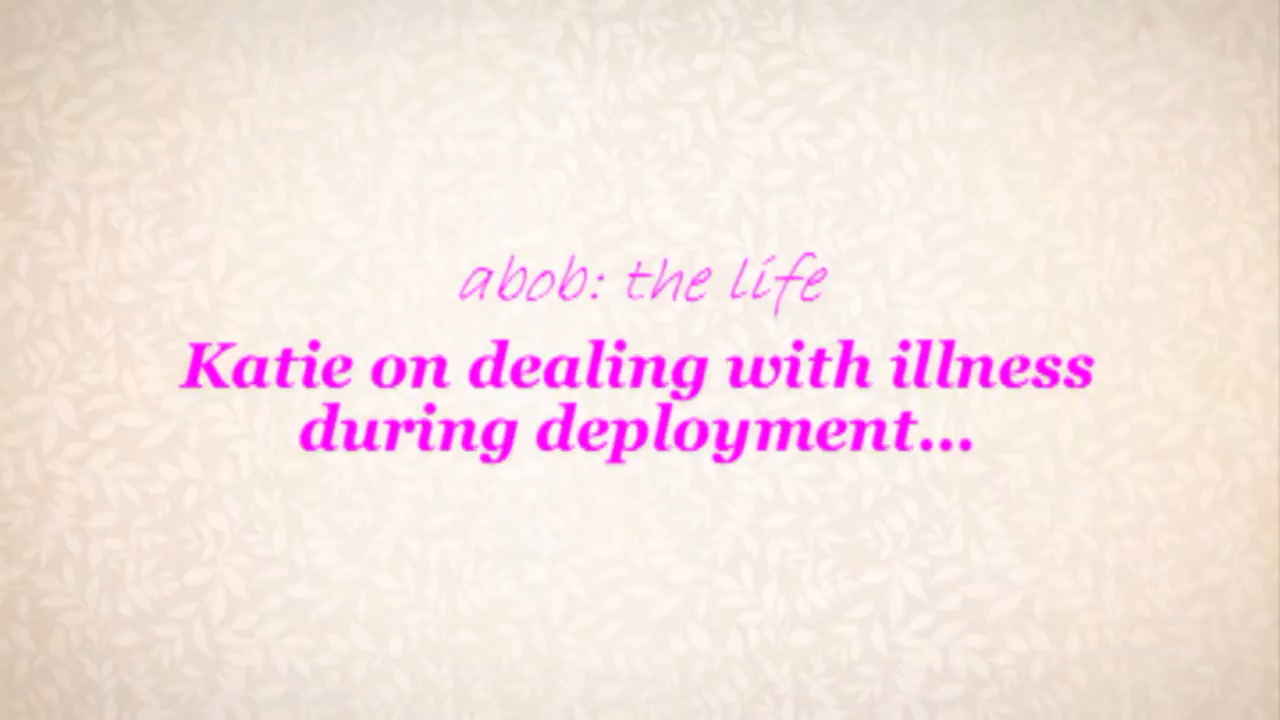 abob: the life
Katie on dealing with illness
during deployment...